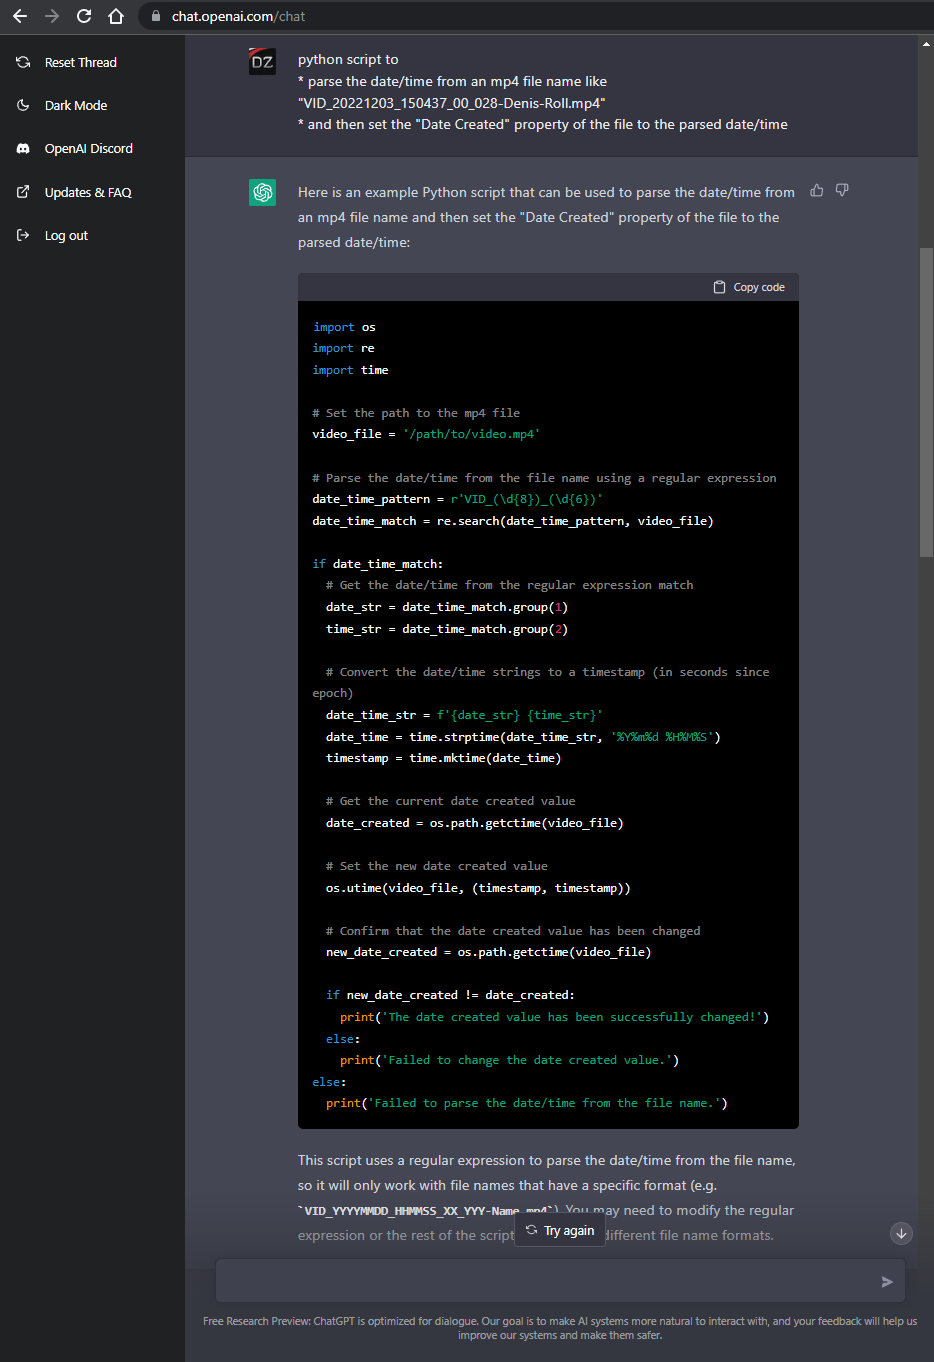 chat.openai.com/chat
Reset Thread
Dark Mode
OpenAI Discord
Updates & FAQ
Log out
DZ
python script to
* parse the date/time from an mp4 file name like
"VID_20221203_150437_00_028-Denis-Roll.mp4"
* and then set the "Date Created" property of the file to the parsed date/time
Here is an example Python script that can be used to parse the date/time from
an mp4 file name and then set the "Date Created" property of the file to the
parsed date/time:
Copy code
import os
import re
import time
# Set the path to the mp4 file
video_file = '/path/to/video.mp4'
# Parse the date/time from the file name using a regular expression
date_time_pattern = r'VID_(\d{8})_(\d{6})'
date_time_match = re.search(date_time_pattern, video_file)
if date_time_match:
  # Get the date/time from the regular expression match
  date_str = date_time_match.group(1)
  time_str = date_time_match.group(2)
  # Convert the date/time strings to a timestamp (in seconds since
epoch)
  date_time_str = f'{date_str} {time_str}'
  date_time = time.strptime(date_time_str, '%Y%m%d %H%M%S')
  timestamp = time.mktime(date_time)
  # Get the current date created value
  date_created = os.path.getctime(video_file)
  # Set the new date created value
  os.utime(video_file, (timestamp, timestamp))
  # Confirm that the date created value has been changed
  new_date_created = os.path.getctime(video_file)
  if new_date_created != date_created:
    print('The date created value has been successfully changed!')
  else:
    print('Failed to change the date created value.')
else:
  print('Failed to parse the date/time from the file name.')
This script uses a regular expression to parse the date/time from the file name,
so it will only work with file names that have a specific format (e.g.
`VID_YYYYMMDD_HHMMSS_XX_YYY-Name.mp4`) You may need to modify the regular
expression or the rest of the script different file name formats.
Try again
Free Research Preview: ChatGPT is optimized for dialogue. Our goal is to make AI systems more natural to interact with, and your feedback will help us
improve our systems and make them safer.